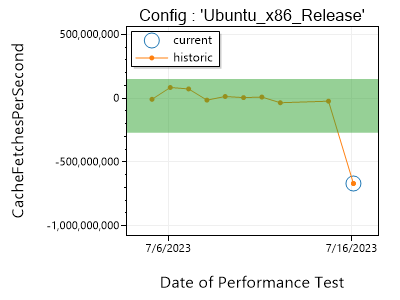 Config : 'Ubuntu_x86_Release'
500,000,000
current
historic
0
-500,000,000
-1,000,000,000
CacheFetchesPerSecond
7/6/2023
7/16/2023
Date of Performance Test